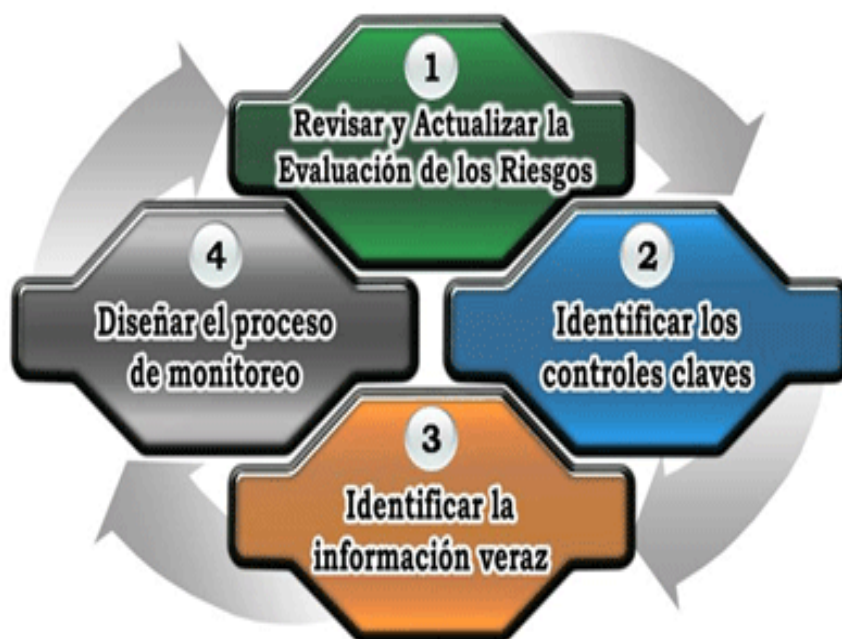 1
Revisar y Actualizar la
Evaluación de los Riesgos
2
Identificar los
controles claves
3
Identificar la
información veraz
4
Diseñar el proceso
de monitoreo